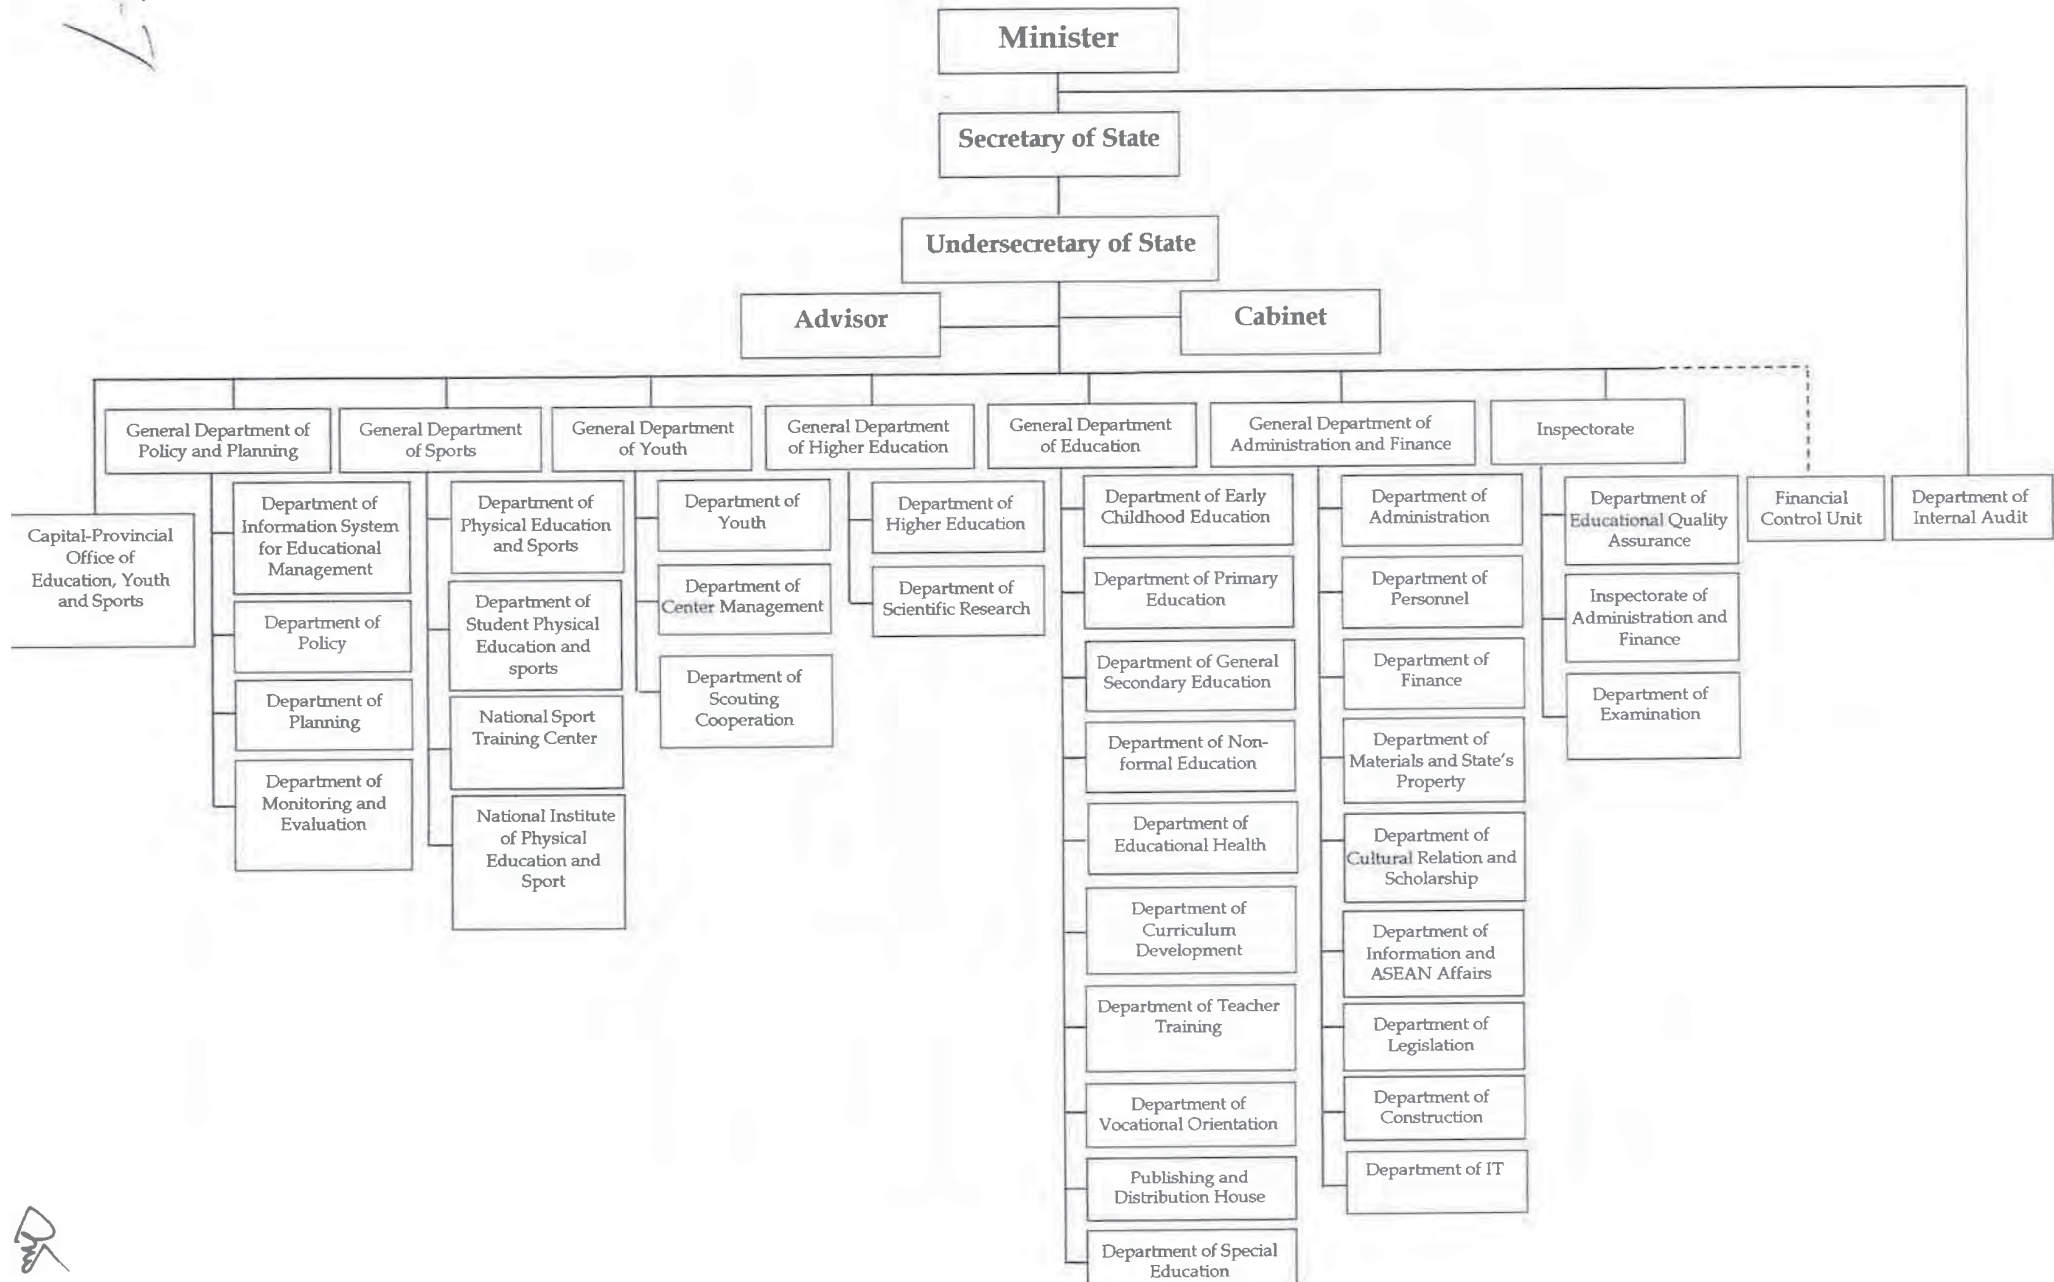 Minister
Secretary of State
Undersecretary of State
Advisor
Cabinet
General Department of
Policy and Planning
General Department
of Sports
General Department
of Youth
General Department
of Higher Education
General Department
of Education
General Department of
Administration and Finance
Inspectorate
Capital-Provincial
Office of
Education, Youth
and Sports
Department of
Information System
for Educational
Management
Department of
Policy
Department of
Planning
Department of
Monitoring and
Evaluation
Department of
Physical Education
and Sports
Department of
Student Physical
Education and
sports
National Sport
Training Center
National Institute
of Physical
Education and
Sport
Department of
Youth
Department of
Center Management
Department of
Scouting
Cooperation
Department of
Higher Education
Department of
Scientific Research
Department of Early
Childhood Education
Department of Primary
Education
Department of General
Secondary Education
Department of Non-
formal Education
Department of
Educational Health
Department of
Curriculum
Development
Department of Teacher
Training
Department of
Vocational Orientation
Publishing and
Distribution House
Department of Special
Education
Department of
Administration
Department of
Personnel
Department of
Finance
Department of
Materials and State's
Property
Department of
Cultural Relation and
Scholarship
Department of
Information and
ASEAN Affairs
Department of
Legislation
Department of
Construction
Department of IT
Department of
Educational Quality
Assurance
Inspectorate of
Administration and
Finance
Department of
Examination
Financial
Control Unit
Department of
Internal Audit